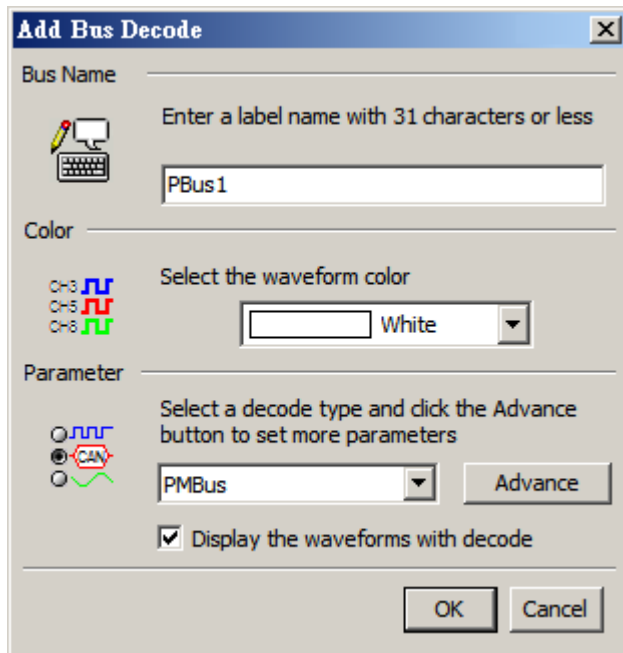 Add Bus Decode
Bus Name
Enter a label name with 31 characters or less
PBus1
Color
CH3
CH5
CH8
Select the waveform color
White
Parameter
Select a decode type and click the Advance
button to set more parameters
CAN
PMBus
Advance
Display the waveforms with decode
OK
Cancel